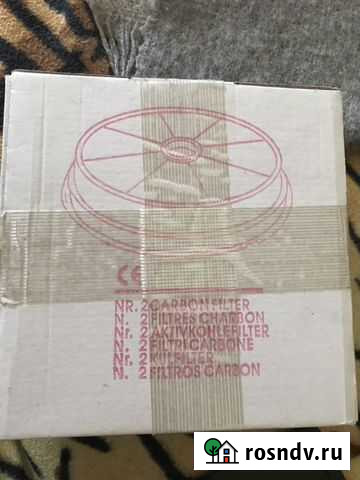 CE
NR. 2 CARBON FILTER
N. 2 FILTRES CHARBON
Nr. 2 AKTIVKOHLEFILTER
N. 2 FILTRI CARBONE
Nr. 2 KULFILTER
N. 2 FILTROS CARBON
rosndv.ru